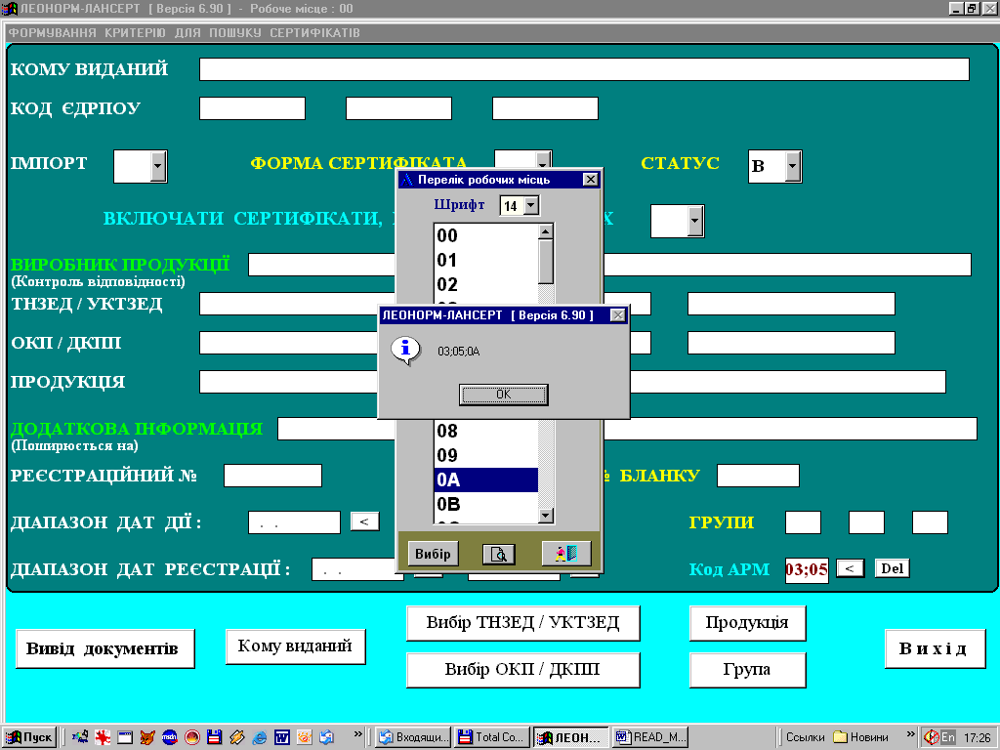 ЛЕОНОРМ-ЛАНСЕРТ [ Версія 6.90 ] - Робоче місце : 00
ФОРМУВАННЯ КРИТЕРІЮ ДЛЯ ПОШУКУ СЕРТИФІКАТІВ
КОМУ ВИДАНИЙ
КОД ЄДРПОУ
ІМПОРТ ФОРМА СЕРТИФІКАТА СТАТУС В
Перелік робочих місць
Шрифт 14
ВКЛЮЧАТИ СЕРТИФІКАТИ, Х
00
01
02
ВИРОБНИК ПРОДУКЦІЇ
(Контроль відповідності)
ТНЗЕД / УКТЗЕД
ЛЕОНОРМ-ЛАНСЕРТ [ Версія 6.90 ]
03;05;0A
OK
ОКП / ДКПП
ПРОДУКЦІЯ
ДОДАТКОВА ІНФОРМАЦІЯ
(Поширюється на)
08
09
0A
0B
РЕЄСТРАЦІЙНИЙ № № БЛАНКУ
ДІАПАЗОН ДАТ ДІЇ : . . < ГРУПИ
Вибір
ДІАПАЗОН ДАТ РЕЄСТРАЦІЇ : . . Код АРМ 03;05 < Del
Вивід документів Кому виданий Вибір ТНЗЕД / УКТЗЕД Продукція
Вибір ОКП / ДКПП Група В и х і д
Пуск msdn Входящи... Total Co... ЛЕОН... READ_M... Ссылки Новини En 17:26